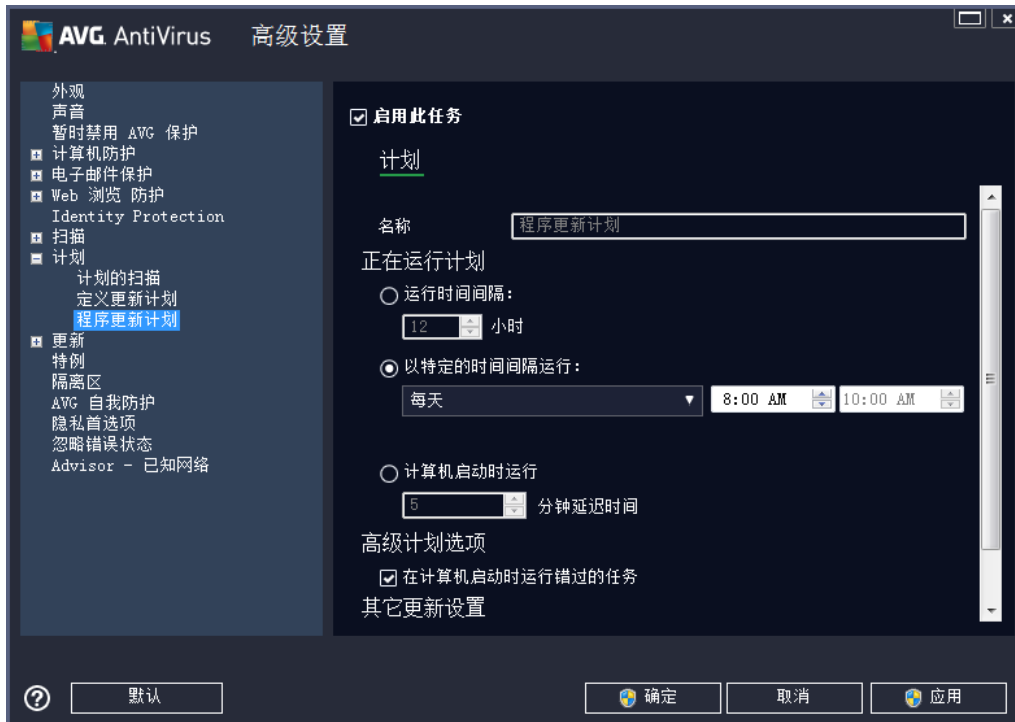 AVG AntiVirus 高级设置
外观
声音
暂时禁用 AVG 保护
计算机防护
电子邮件保护
Web 浏览 防护
Identity Protection
扫描
计划
计划的扫描
定义更新计划
程序更新计划
更新
特例
隔离区
AVG 自我防护
隐私首选项
忽略错误状态
Advisor - 已知网络
启用此任务
计划
名称 程序更新计划
正在运行计划
运行时间间隔:
12 小时
以特定的时间间隔运行:
每天 8:00 AM 10:00 AM
计算机启动时运行
5 分钟延迟时间
高级计划选项
在计算机启动时运行错过的任务
其它更新设置
默认 确定 取消 应用